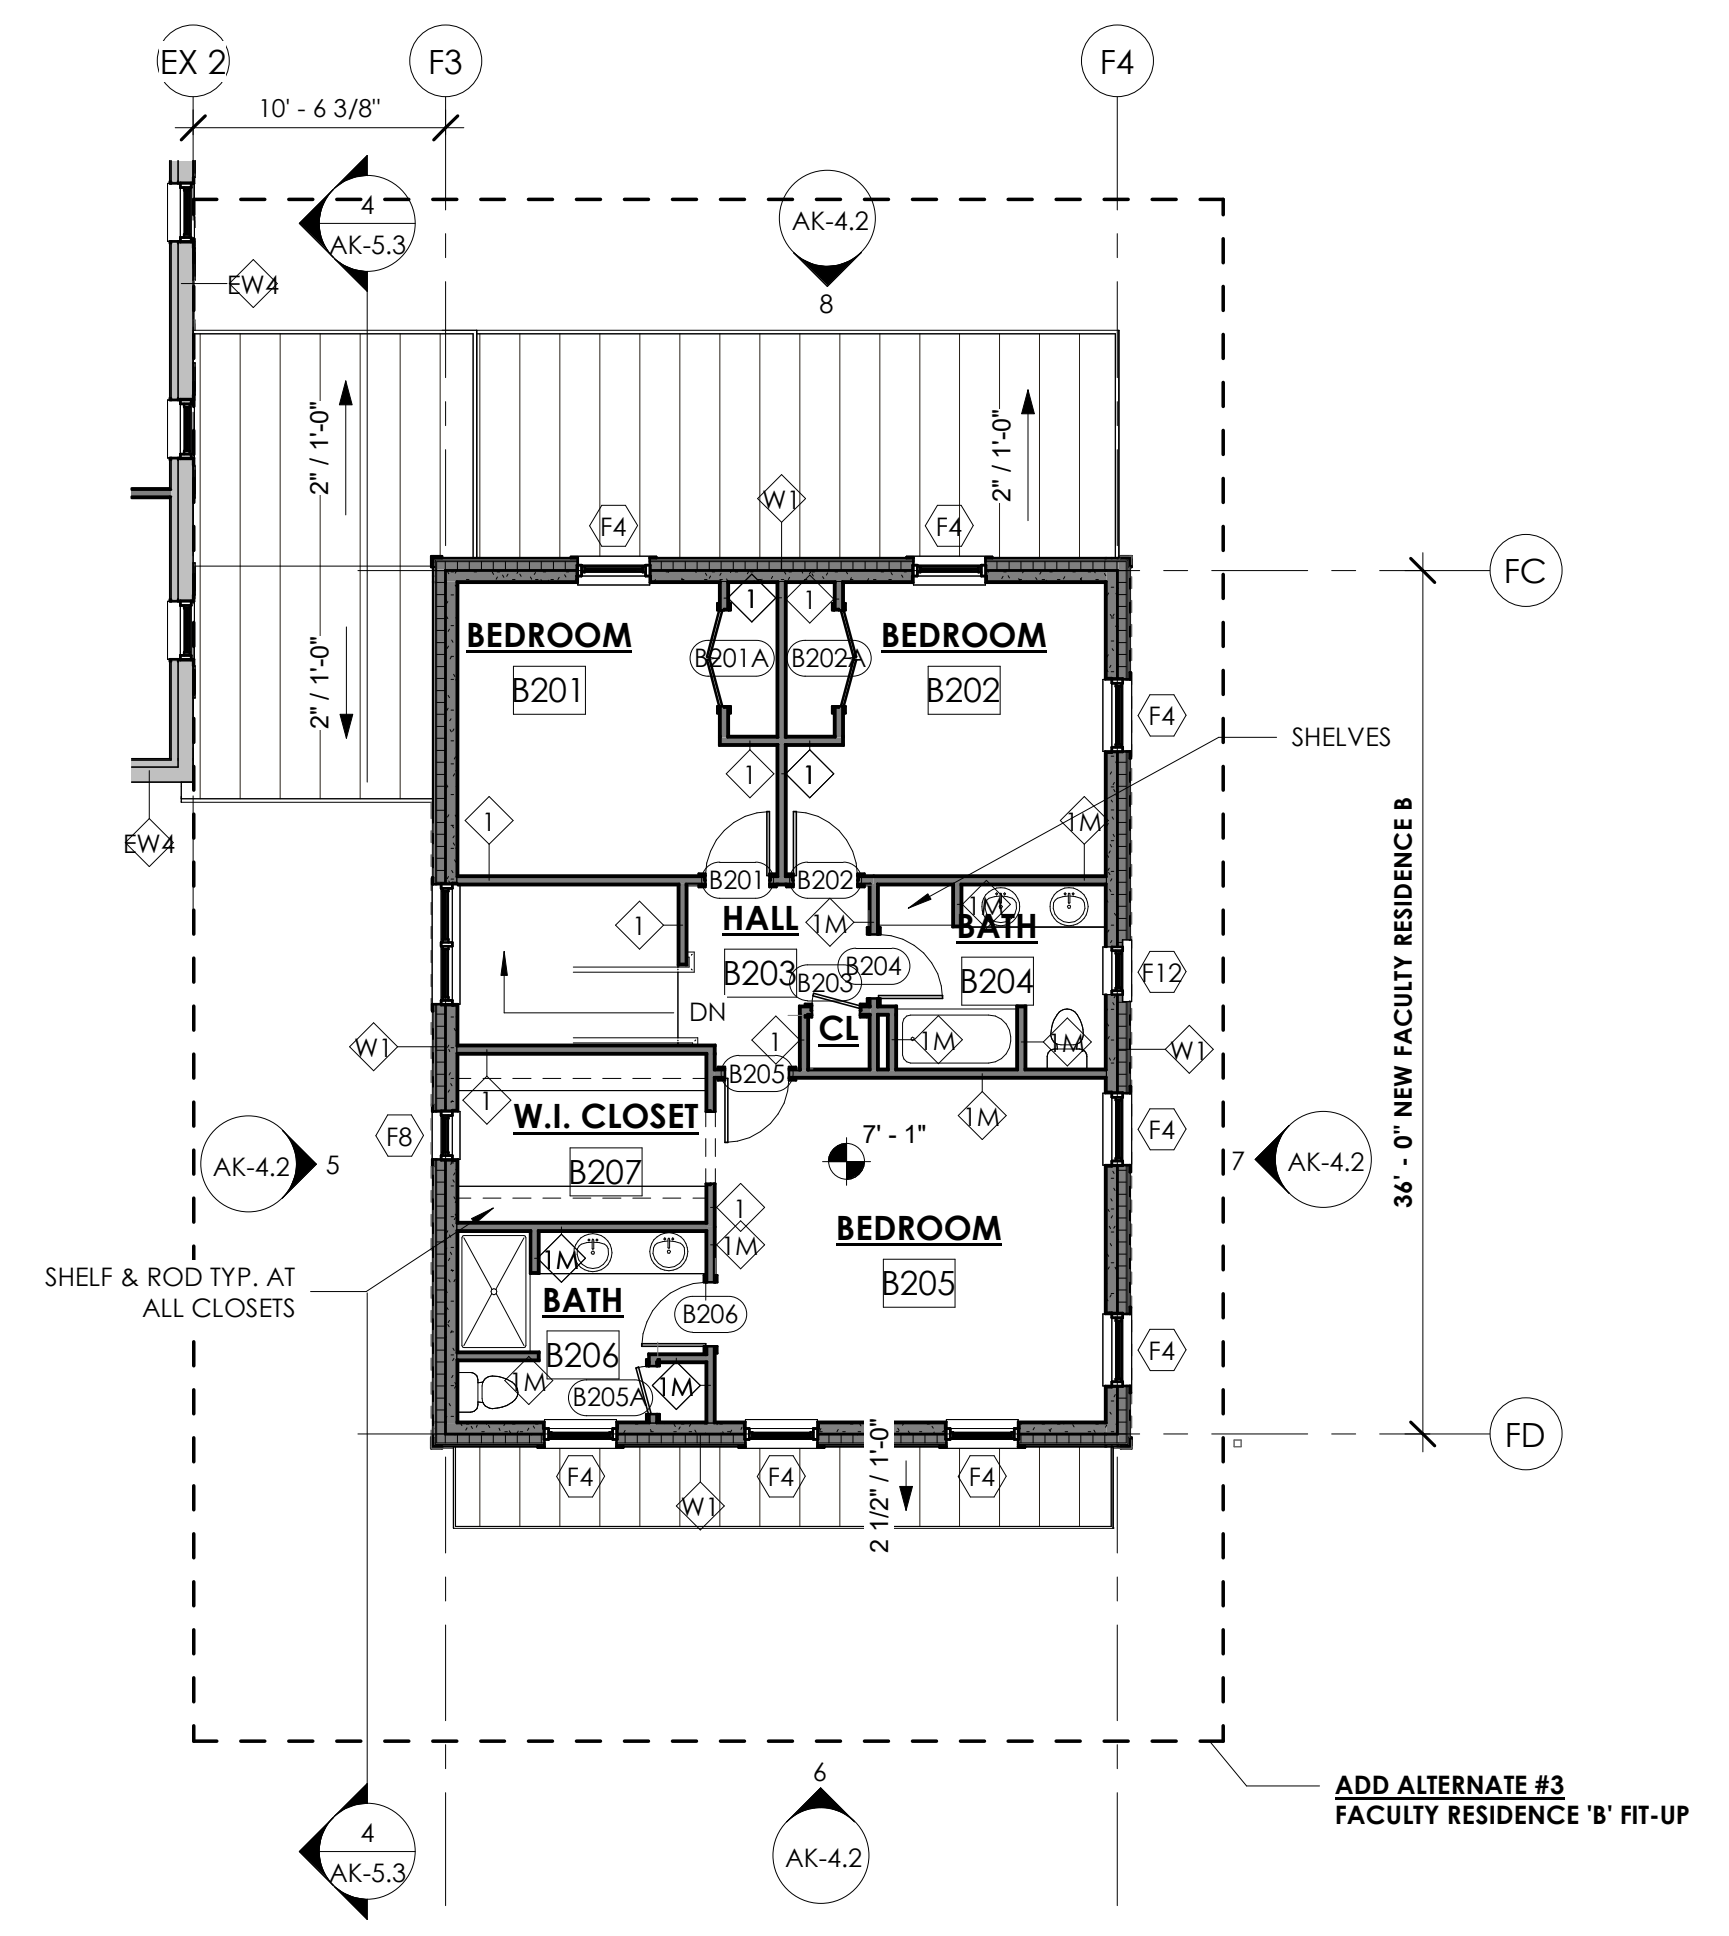 EX 2
F3
F4
10' - 6 3/8"
4
AK-5.3
AK-4.2
8
EW4
2" / 1'-0"
2" / 1'-0"
W1
F4
F4
FC
1
1
BEDROOM
B201
B201A
B202A
BEDROOM
B202
F4
SHELVES
2" / 1'-0"
1
1
1
1M
EW4
B201
B202
HALL
B203
1
1M
1M
BATH
B204
B204
B203
F12
DN
CL
1
1M
1M
W1
W1
B205
1
W.I. CLOSET
B207
F8
1M
F4
7' - 1"
AK-4.2
5
7
AK-4.2
36' - 0" NEW FACULTY RESIDENCE B
1
1M
BEDROOM
B205
SHELF & ROD TYP. AT
ALL CLOSETS
1M
BATH
B206
B206
1M
B205A
1M
F4
FD
F4
F4
F4
W1
2 1/2" / 1'-0"
6
AK-4.2
4
AK-5.3
ADD ALTERNATE #3
FACULTY RESIDENCE 'B' FIT-UP